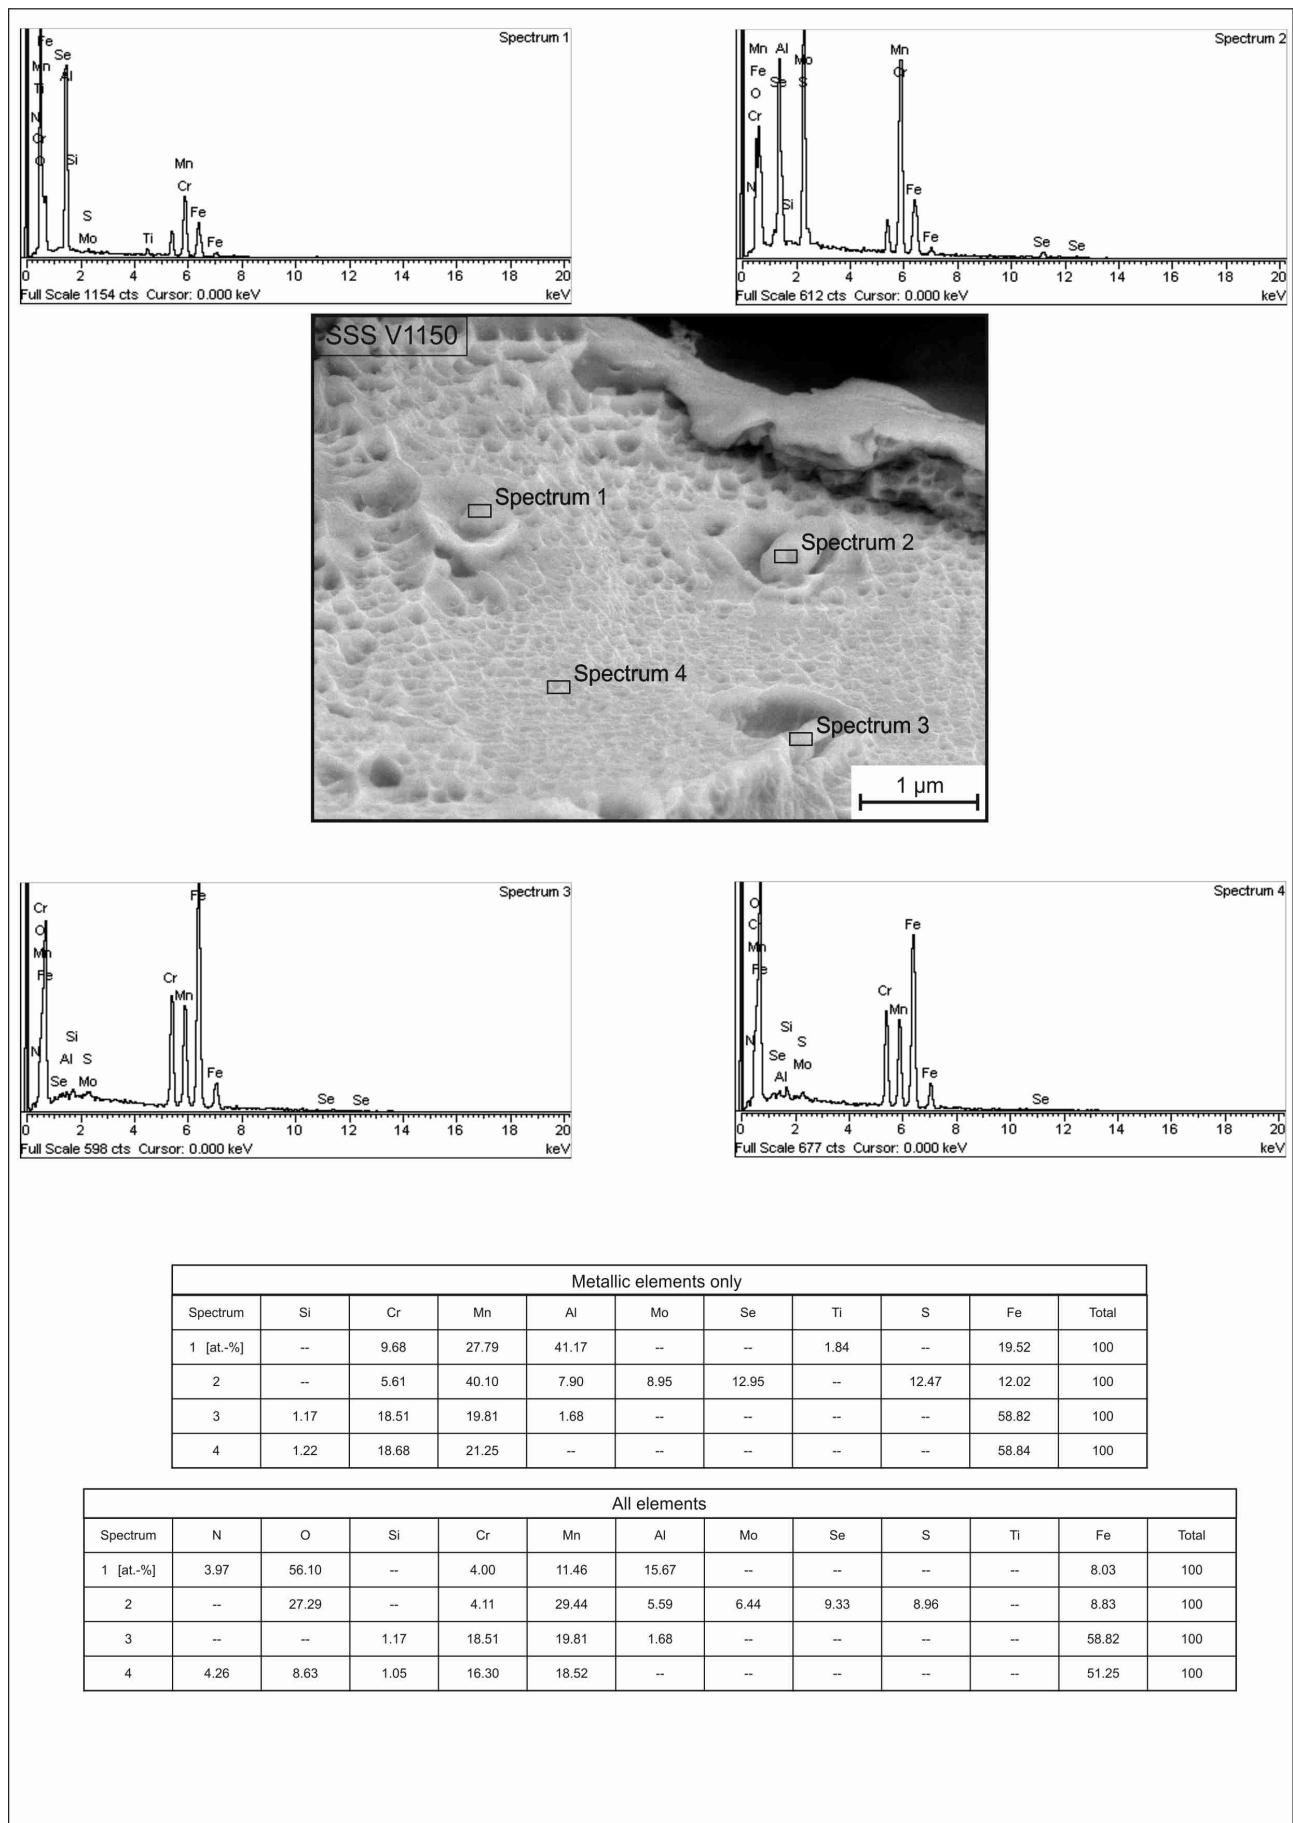 Spectrum 1
Fe
Se
Mn
Al
Ti
N
Cr
O
Si
S
Mo
Ti
Mn
Cr
Fe
Fe
0 2 4 6 8 10 12 14 16 18 20
Full Scale 1154 cts Cursor: 0.000 keV keV
Spectrum 2
Mn Al
Mo
Fe
Se S
O
Cr
N
Si
Mn
Cr
Fe
Fe
Se Se
0 2 4 6 8 10 12 14 16 18 20
Full Scale 612 cts Cursor: 0.000 keV keV
SSS V1150
Spectrum 1
Spectrum 2
Spectrum 4
Spectrum 3
1 µm
Spectrum 3
Cr
O
Mn
Fe
N
Si
Al S
Se Mo
Cr
Mn
Fe
Fe
Se Se
0 2 4 6 8 10 12 14 16 18 20
Full Scale 598 cts Cursor: 0.000 keV keV
Spectrum 4
O
Mn
Fe
N
Si
S
Se
Mo
Al
Cr
Mn
Fe
Fe
Se
0 2 4 6 8 10 12 14 16 18 20
Full Scale 677 cts Cursor: 0.000 keV keV
Metallic elements only
Spectrum Si Cr Mn Al Mo Se Ti S Fe Total
1 [at.-%] -- 9.68 27.79 41.17 -- -- 1.84 -- 19.52 100
2 -- 5.61 40.10 7.90 8.95 12.95 -- 12.47 12.02 100
3 1.17 18.51 19.81 1.68 -- -- -- -- 58.82 100
4 1.22 18.68 21.25 -- -- -- -- -- 58.84 100
All elements
Spectrum N O Si Cr Mn Al Mo Se S Ti Fe Total
1 [at.-%] 3.97 56.10 -- 4.00 11.46 15.67 -- -- -- -- 8.03 100
2 -- 27.29 -- 4.11 29.44 5.59 6.44 9.33 8.96 -- 8.83 100
3 -- -- 1.17 18.51 19.81 1.68 -- -- -- -- 58.82 100
4 4.26 8.63 1.05 16.30 18.52 -- -- -- -- -- 51.25 100